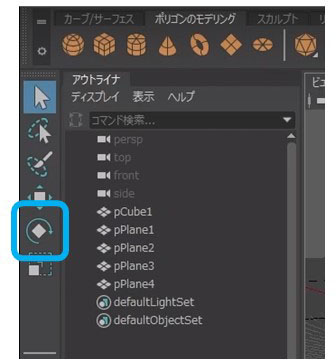 カーブ/サーフェス ポリゴンのモデリング スカルプト
アウトライナ
ディスプレイ 表示 ヘルプ
コマンド検索...
persp
top
front
side
pCube1
pPlane1
pPlane2
pPlane3
pPlane4
defaultLightSet
defaultObjectSet